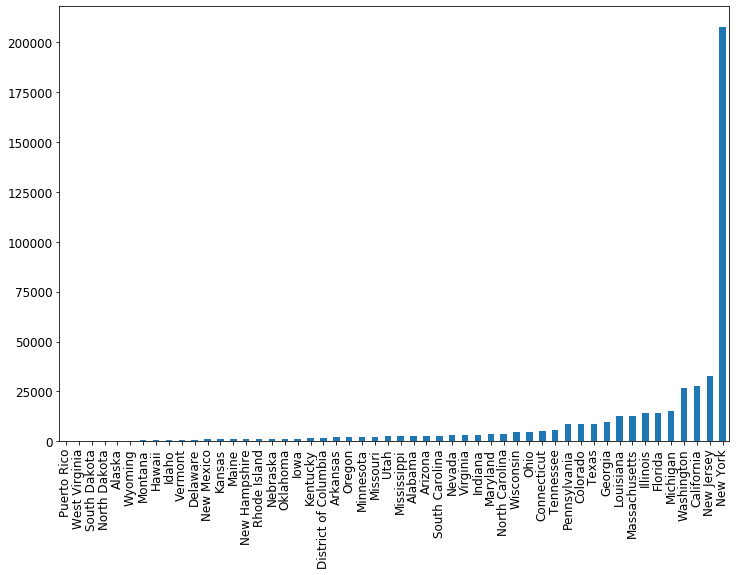 200000
175000
150000
125000
100000
75000
50000
25000
0
Puerto Rico
West Virginia
South Dakota
North Dakota
Alaska
Wyoming
Montana
Hawaii
Idaho
Vermont
Delaware
New Mexico
Kansas
Maine
New Hampshire
Rhode Island
Nebraska
Oklahoma
Iowa
Kentucky
District of Columbia
Arkansas
Oregon
Minnesota
Missouri
Utah
Mississippi
Alabama
Arizona
South Carolina
Nevada
Virginia
Indiana
Maryland
North Carolina
Wisconsin
Ohio
Connecticut
Tennessee
Pennsylvania
Colorado
Texas
Georgia
Louisiana
Massachusetts
Illinois
Florida
Michigan
Washington
California
New Jersey
New York